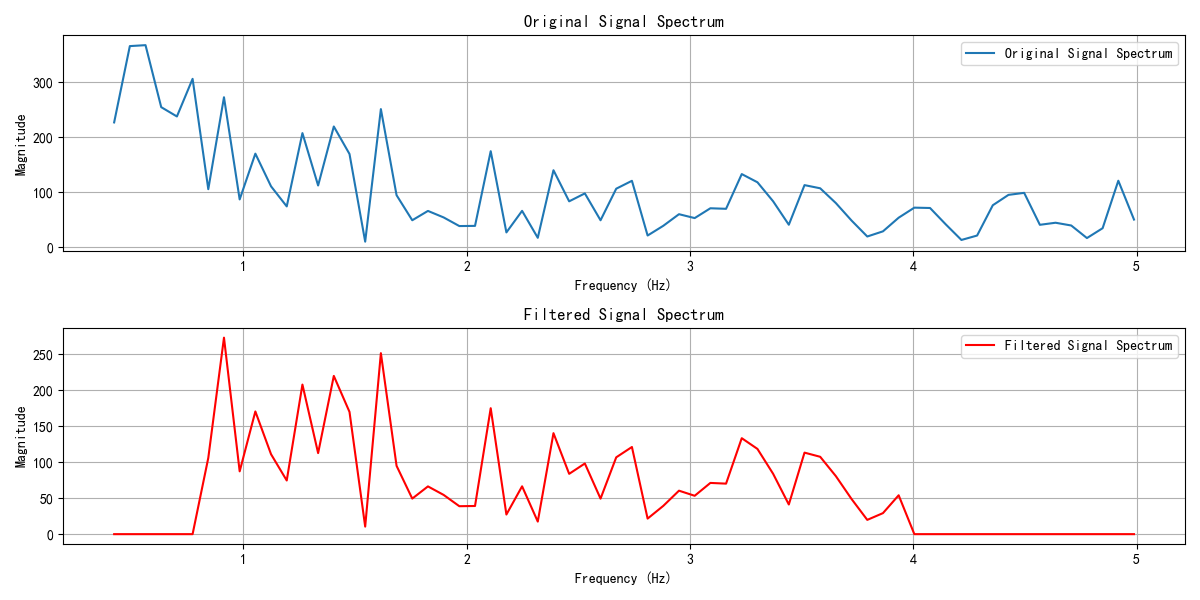 Original Signal Spectrum
Original Signal Spectrum
Magnitude
300
200
100
0
1 2 3 4 5
Frequency (Hz)
Filtered Signal Spectrum
Filtered Signal Spectrum
Magnitude
250
200
150
100
50
0
1 2 3 4 5
Frequency (Hz)